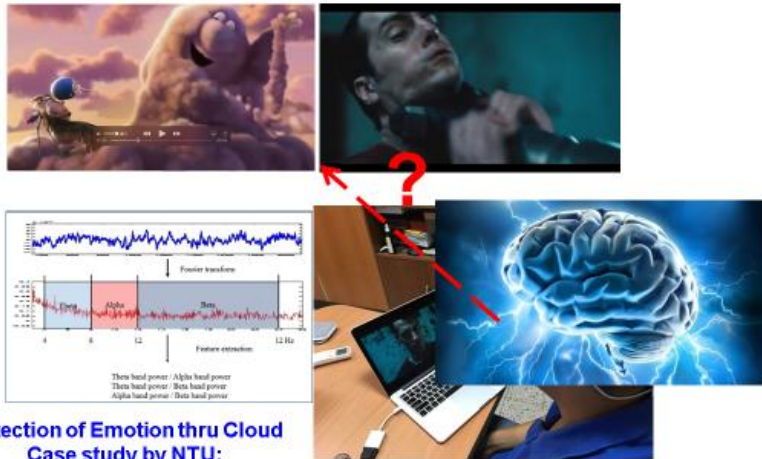 ?
Fourier transform
Theta Alpha Beta
4 8 12 12 Hz
Feature extraction
Theta band power / Alpha band power
Theta band power / Beta band power
Alpha band power / Beta band power
ection of Emotion thru Cloud
Case study by NTU: